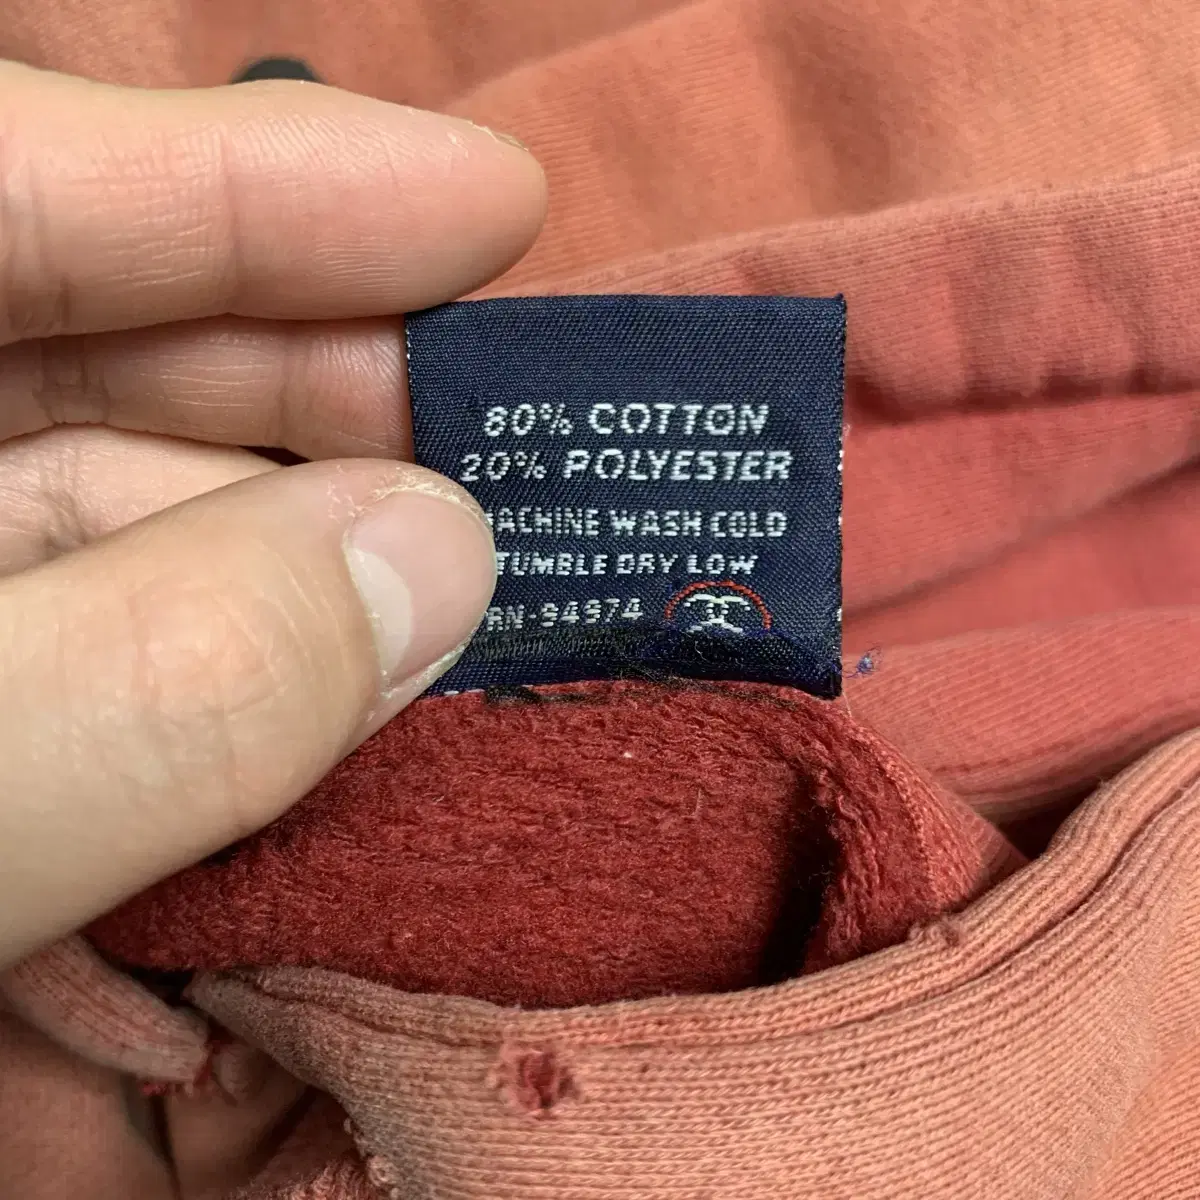 80% COTTON
20% POLYESTER
MACHINE WASH COLD
TUMBLE DRY LOW
RN-94974